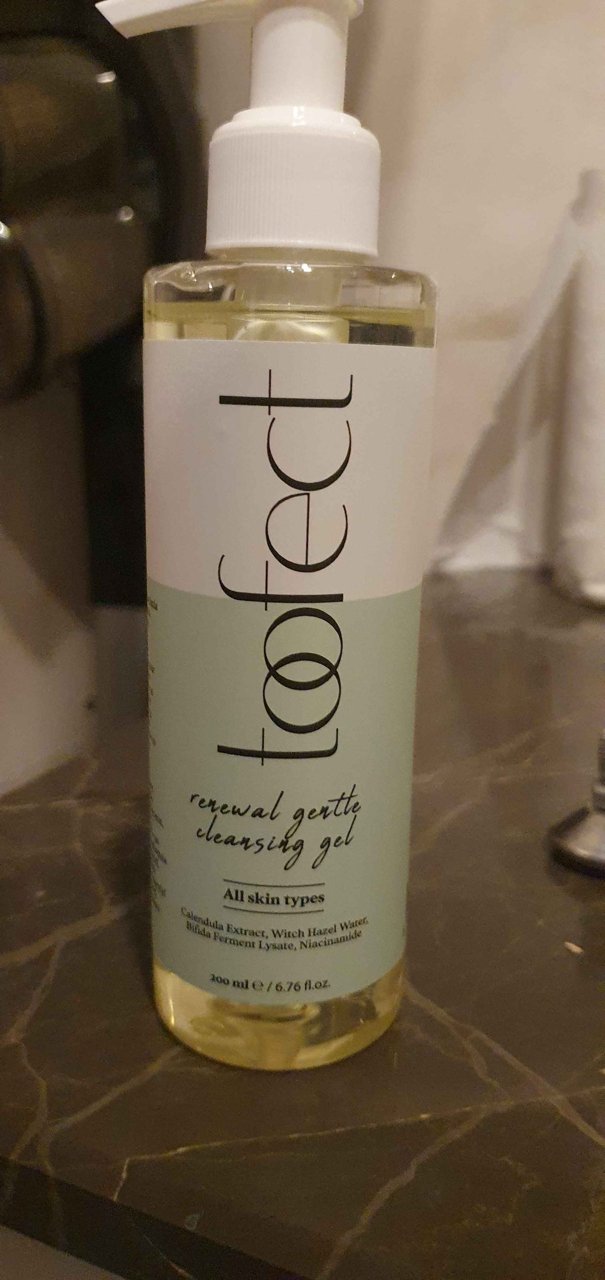 toofect
renewal gentle
cleansing gel
All skin types
Calendula Extract, Witch Hazel Water,
Bifida Ferment Lysate, Niacinamide
200 ml ℮ / 6.76 fl.oz.